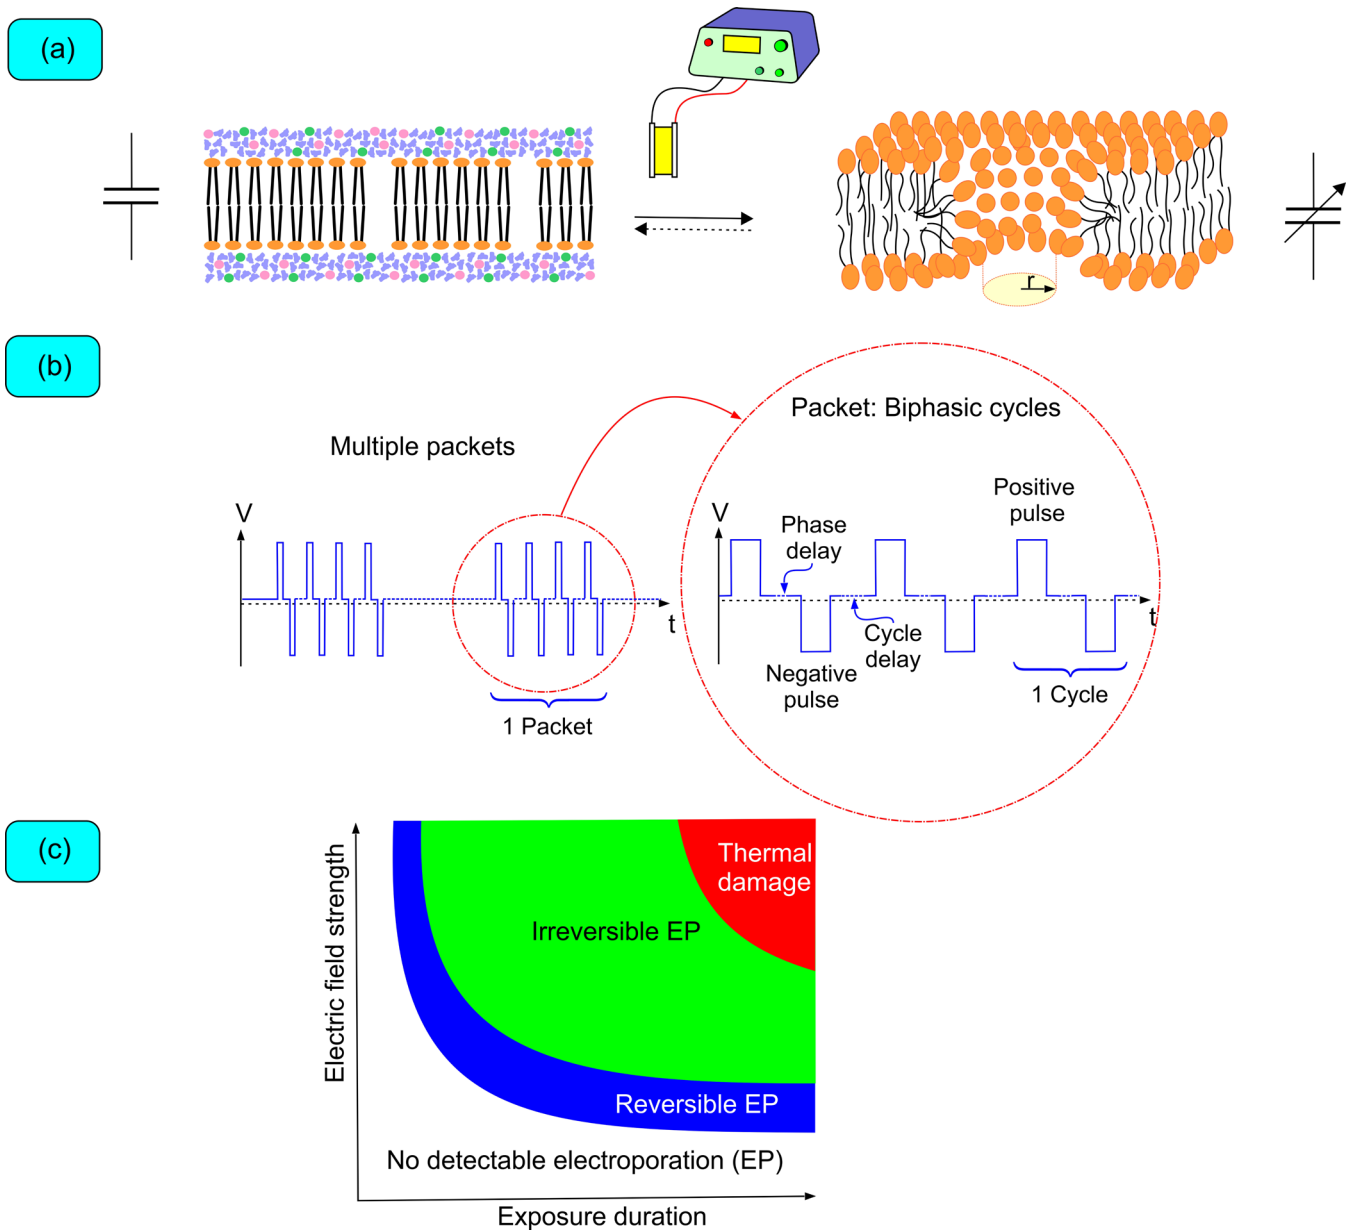 (a)
r
(b)
Multiple packets
V
t
1 Packet
Packet: Biphasic cycles
V
Phase
delay
Positive
pulse
t
Cycle
delay
Negative
pulse
1 Cycle
(c)
Electric field strength
Thermal
damage
Irreversible EP
Reversible EP
No detectable electroporation (EP)
Exposure duration